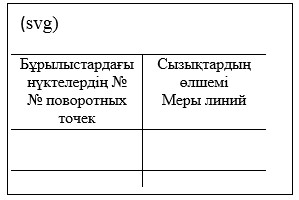 (svg)
Бұрылыстардағы
нүктелердің №
№ поворотных
точек
Сызықтардың
өлшемі
Меры линий